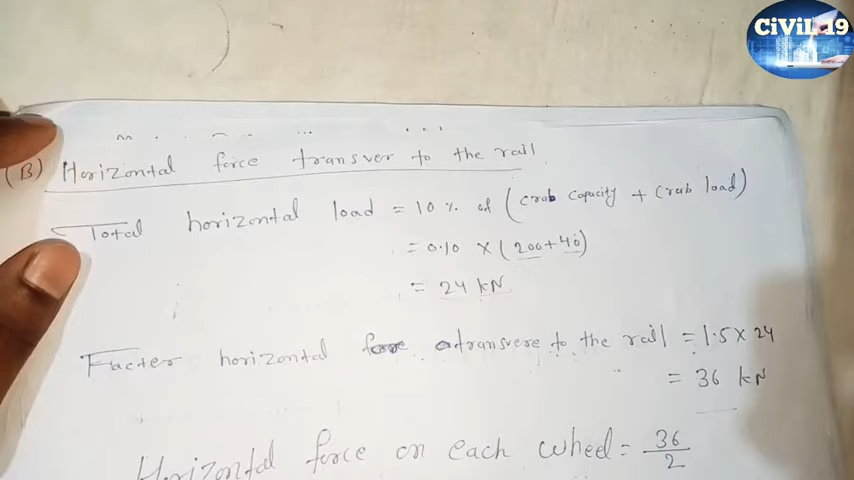 CiViL 19
(B) Horizontal force transver to the rail
Total horizontal load = 10 % of (crab capacity + Crab load)
= 0.10 × (200+40)
= 24 kN
Facter horizontal force transvere to the rail = 1.5 × 24
= 36 kN
Horizontal force on each wheel = 36/2